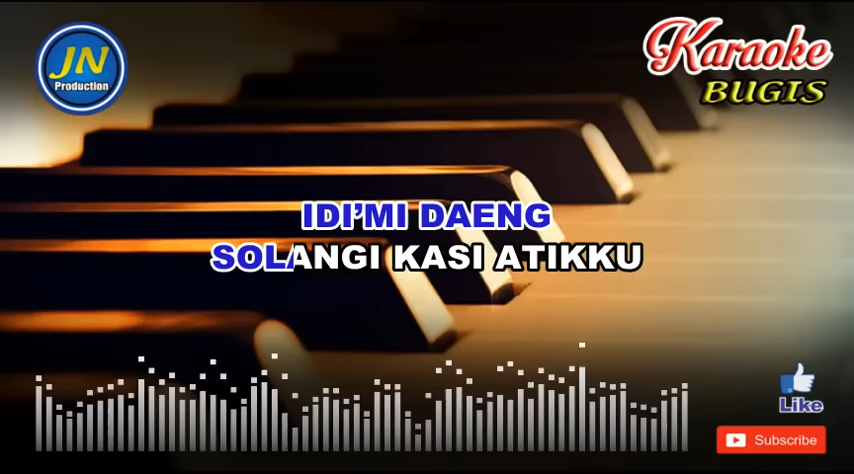 JN
Production
Karaoke
BUGIS
IDI'MI DAENG
SOLANGI KASI ATIKKU
Like
Subscribe